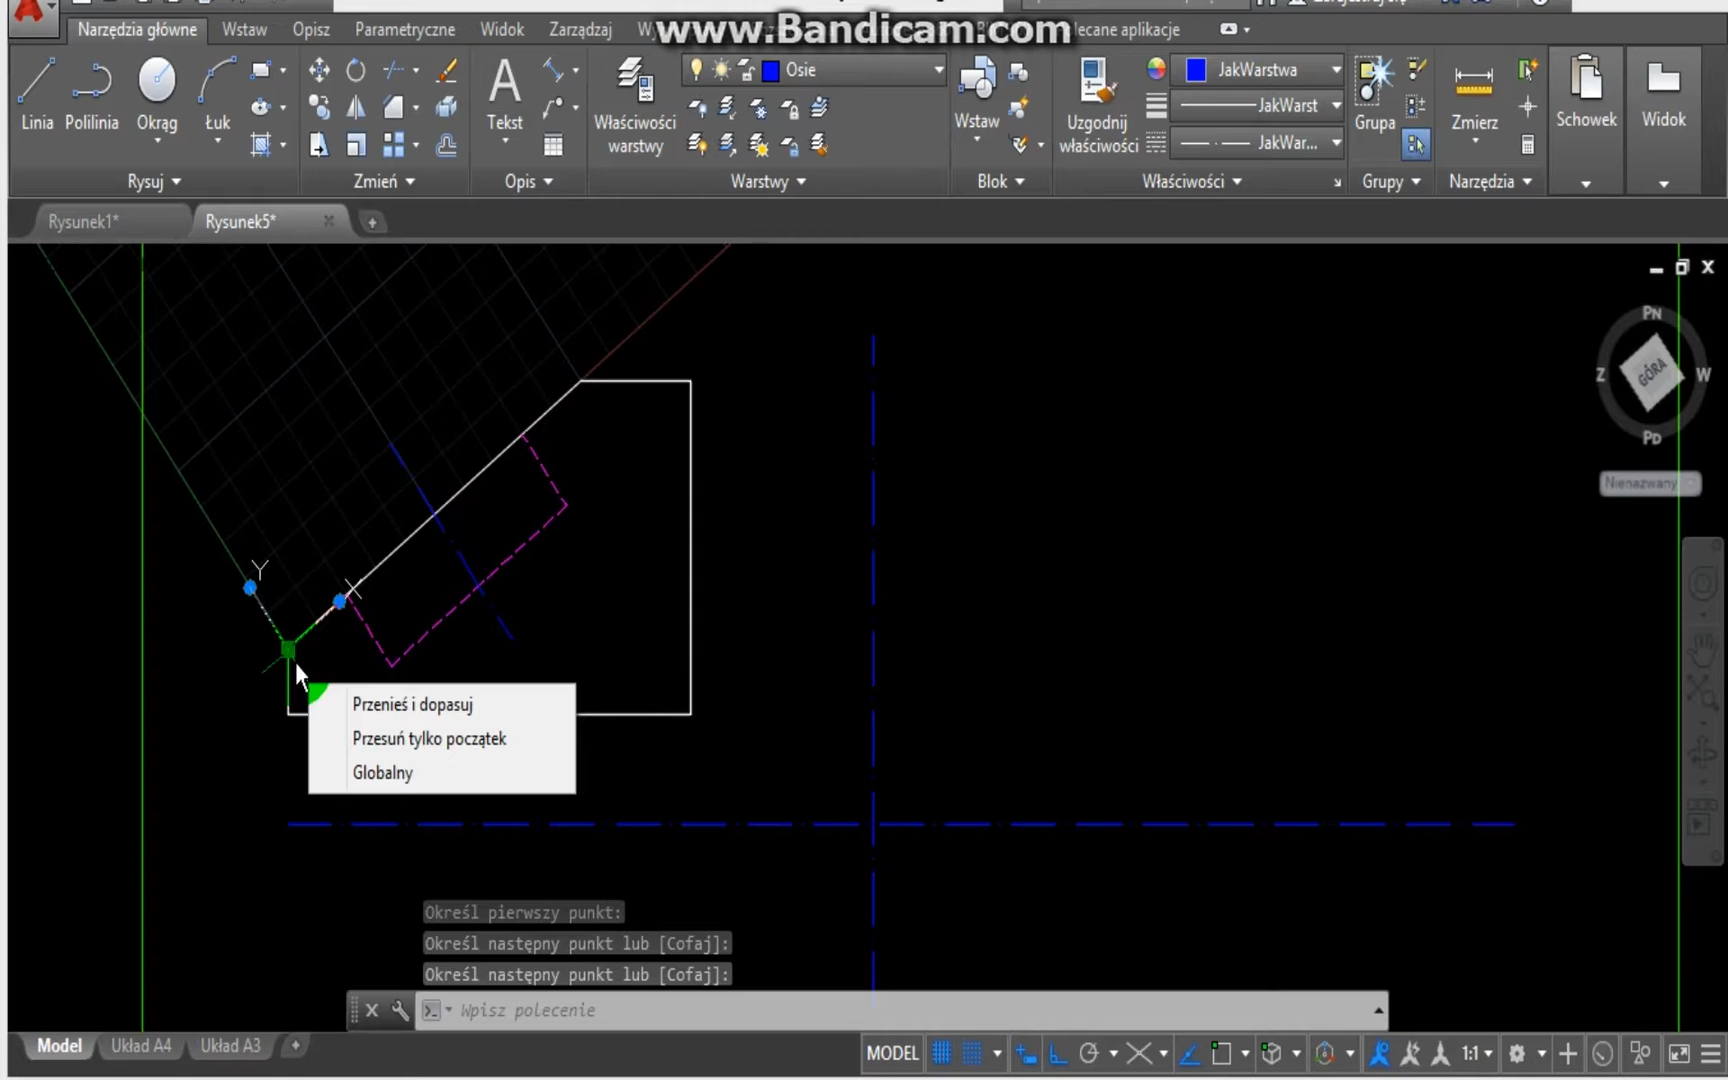 www.Bandicam.com
Narzędzia główne Wstaw Opis Parametryczne Widok Zarządzaj
lecane aplikacje
Linia Polilinia Okrąg Łuk
Rysuj
Zmień
Tekst
Opis
Właściwości warstwy
Osie
Warstwy
Wstaw
Blok
Uzgodnij właściwości
JakWarstwa
JakWarst
JakWar...
Właściwości
Grupa
Grupy
Zmierz
Narzędzia
Schowek
Widok
Rysunek1*
Rysunek5*
PN
Z GÓRA W
PD
Nienazwany
Y
X
Przenieś i dopasuj
Przesuń tylko początek
Globalny
Określ pierwszy punkt:
Określ następny punkt lub [Cofaj]:
Określ następny punkt lub [Cofaj]:
Wpisz polecenie
Model Układ A4 Układ A3
MODEL
1:1